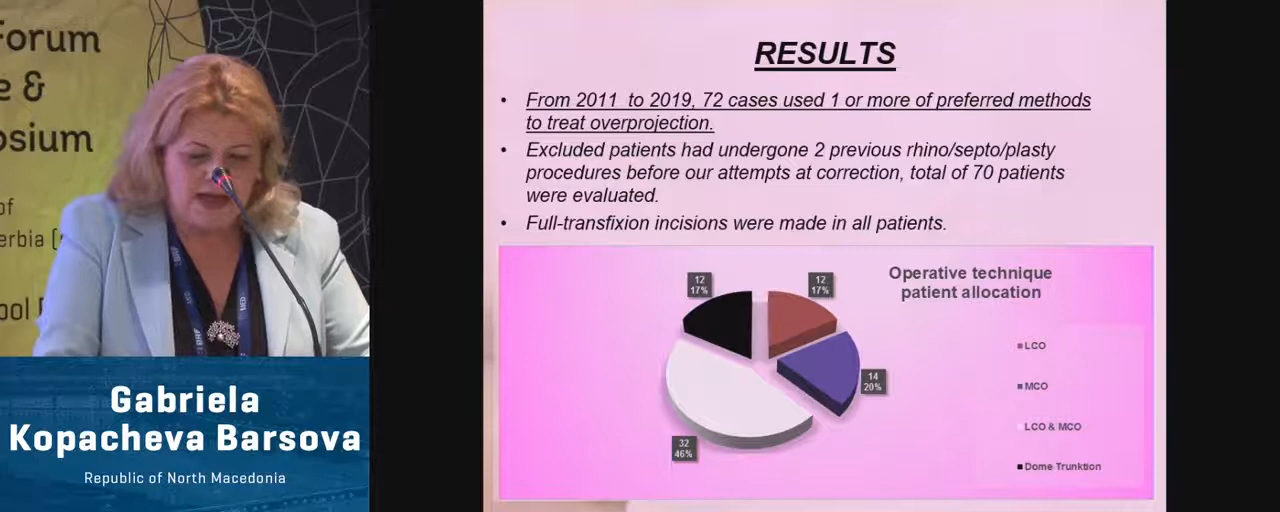 Forum
e &
osium
of
erbia
ool
Gabriela
Kopacheva Barsova
Republic of North Macedonia
RESULTS
• From 2011 to 2019, 72 cases used 1 or more of preferred methods
to treat overprojection.
• Excluded patients had undergone 2 previous rhino/septo/plasty
procedures before our attempts at correction, total of 70 patients
were evaluated.
• Full-transfixion incisions were made in all patients.
Operative technique
patient allocation
12
17%
12
17%
14
20%
32
46%
LCO
MCO
LCO & MCO
Dome Trunktion